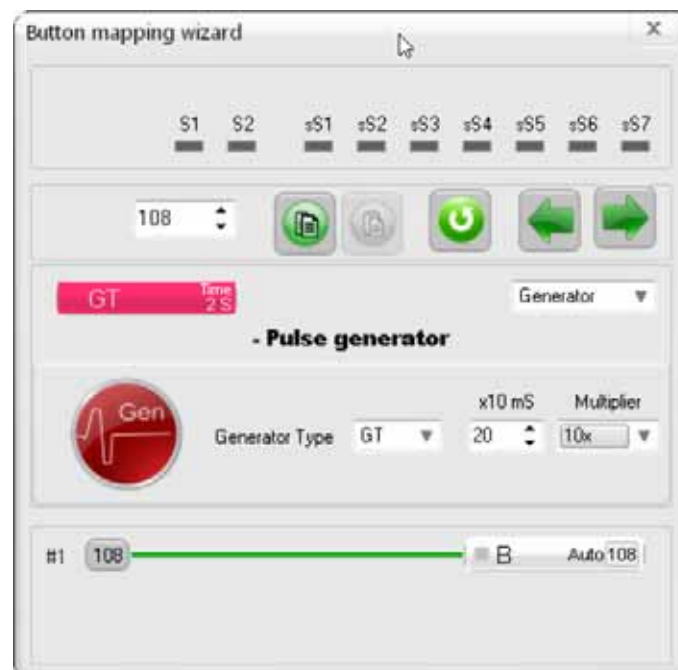 Button mapping wizard
S1 S2 sS1 sS2 sS3 sS4 sS5 sS6 sS7
108
GT Time 2 S
Generator
- Pulse generator
Gen
x10 mS Multiplier
Generator Type GT 20 10x
#1 108 B Auto 108